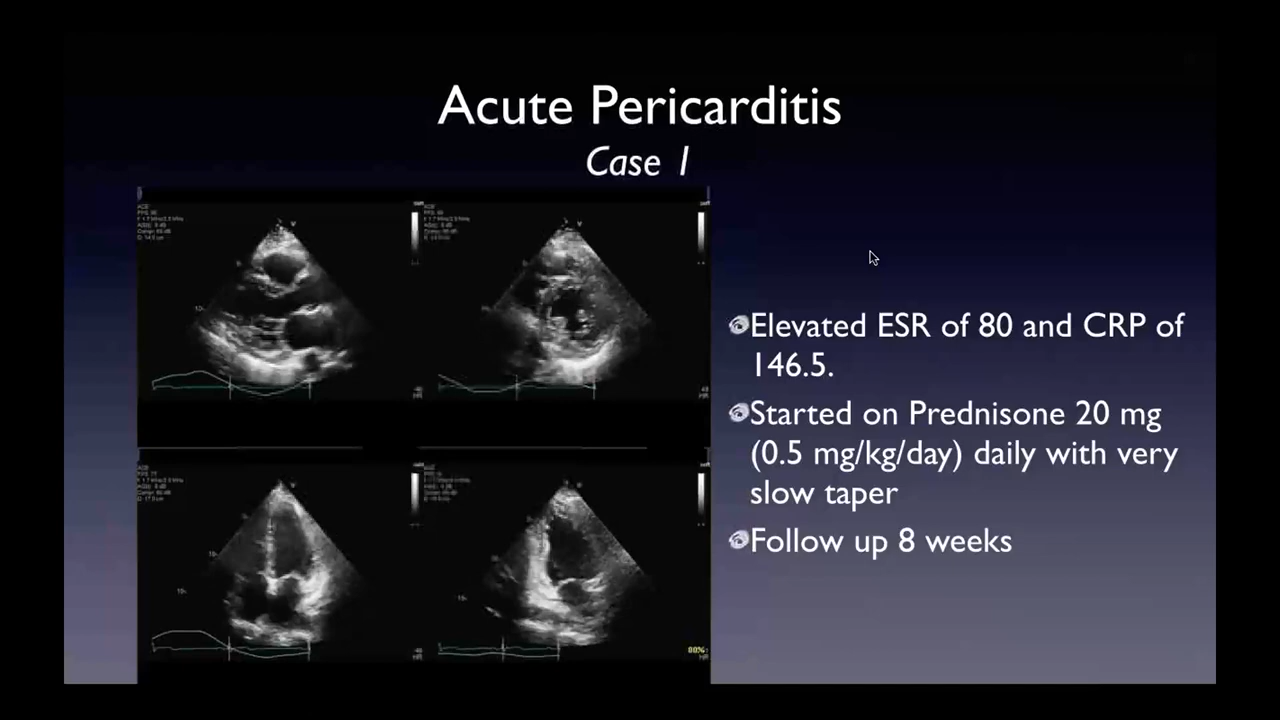 Acute Pericarditis
Case 1
Elevated ESR of 80 and CRP of
146.5.
Started on Prednisone 20 mg
(0.5 mg/kg/day) daily with very
slow taper
Follow up 8 weeks